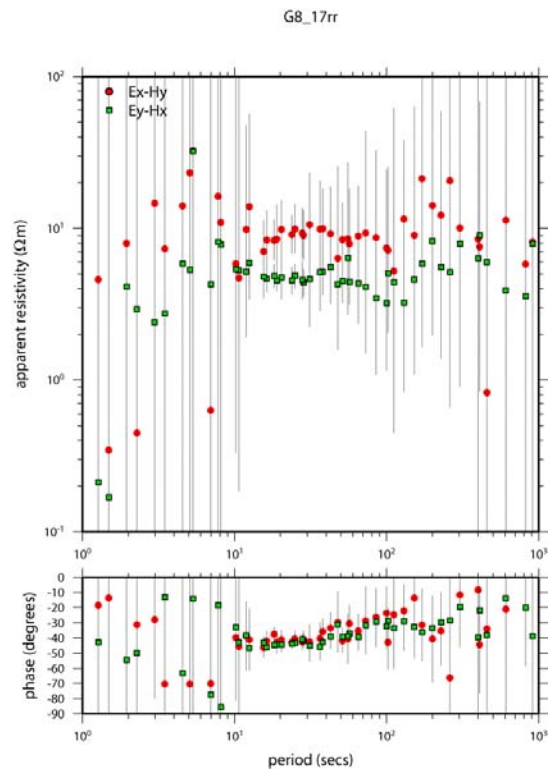 G8_17rr
10²
Ex-Hy
Ey-Hx
10¹
10⁰
10⁻¹
apparent resistivity (Ωm)
10⁰ 10¹ 10² 10³
0
-10
-20
-30
-40
-50
-60
-70
-80
-90
phase (degrees)
10⁰ 10¹ 10² 10³
period (secs)